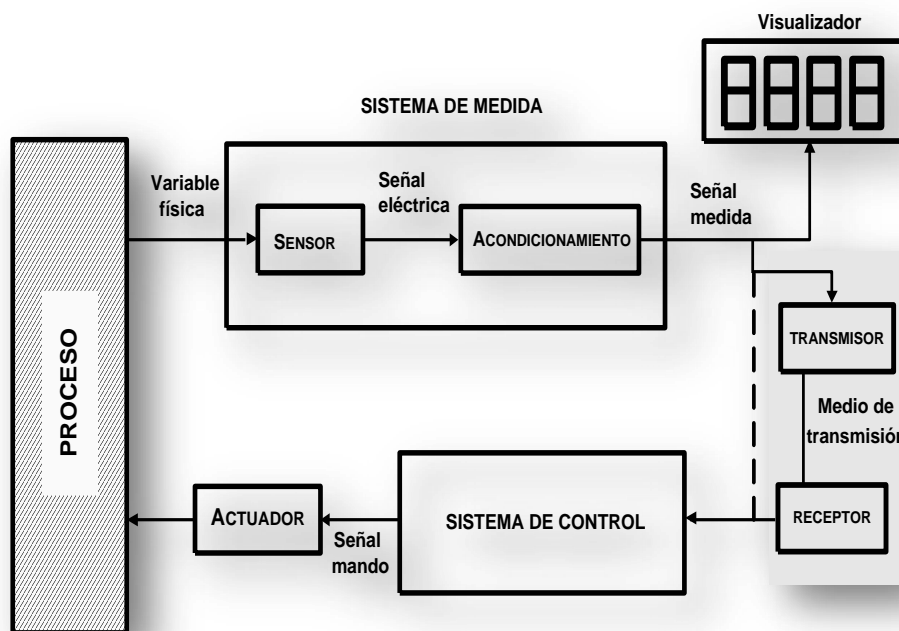 Visualizador
SISTEMA DE MEDIDA
Variable
física
SENSOR
Señal
eléctrica
ACONDICIONAMIENTO
Señal
medida
PROCESO
TRANSMISOR
Medio de
transmisión
RECEPTOR
SISTEMA DE CONTROL
Señal
mando
ACTUADOR